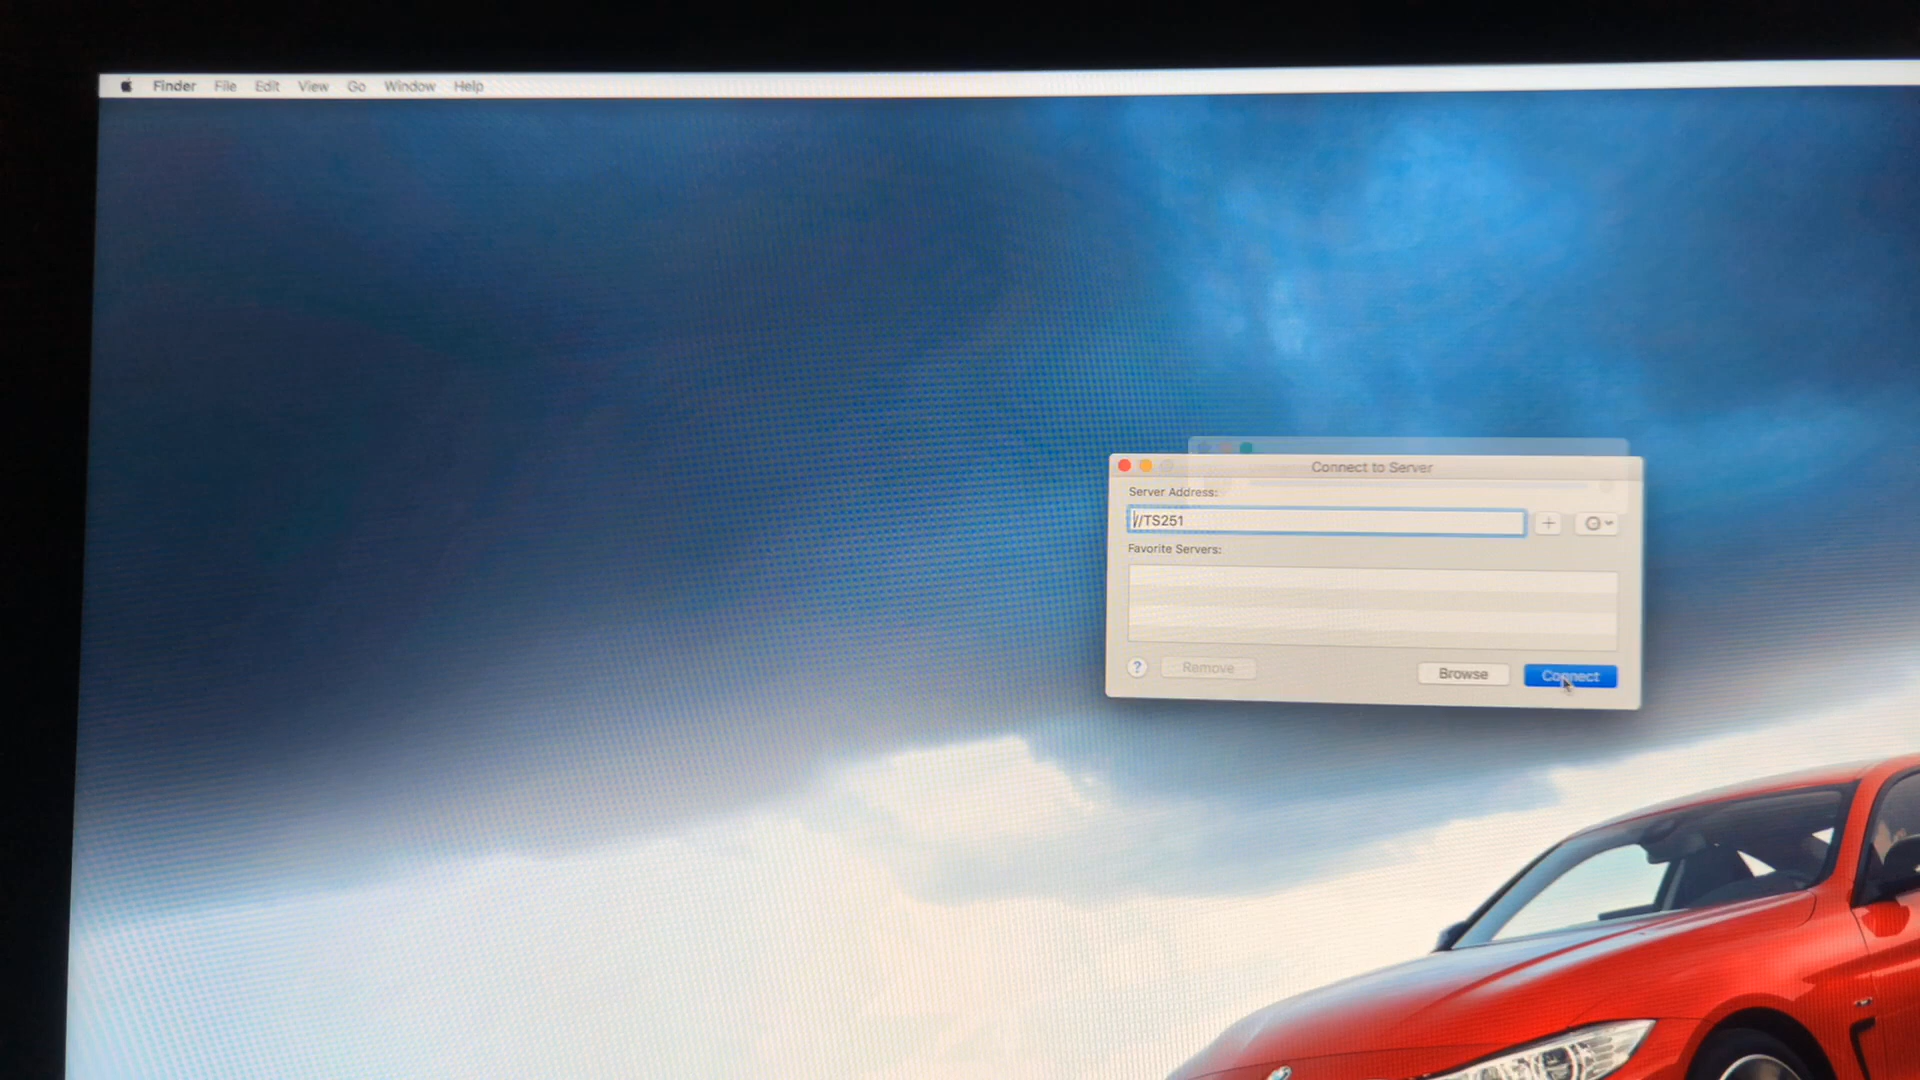 Finder File Edit View Go Window Help
Connect to Server
Server Address:
//TS251
Favorite Servers:
? Remove Browse Connect